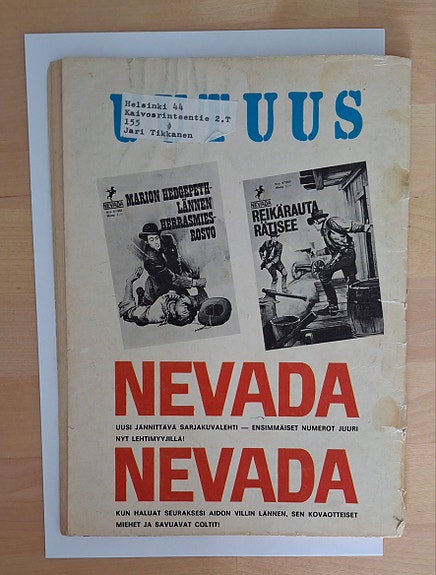 UUTUUS
Helsinki 44
Kaivosrinteentie 2.T
155
Jari Tikkanen
NEVADA
MARION HEDGEPETH-
LÄNNEN
HERRASMIES-
ROSVO
NEVADA
REIKÄRAUTA
RÄTISEE
NEVADA
UUSI JÄNNITTÄVÄ SARJAKUVALEHTI — ENSIMMÄISET NUMEROT JUURI
NYT LEHTIMYYJILLÄ!
NEVADA
KUN HALUAT SEURAKSESI AIDON VILLIN LÄNNEN, SEN KOVAOTTEISET
MIEHET JA SAVUAVAT COLTIT!